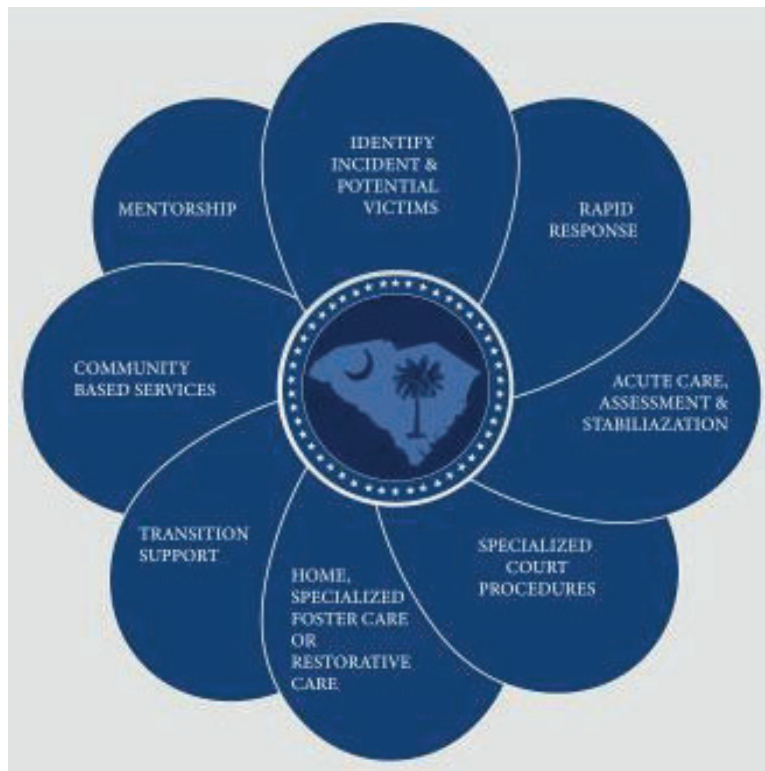 IDENTIFY
INCIDENT &
POTENTIAL
VICTIMS
RAPID
RESPONSE
ACUTE CARE,
ASSESSMENT &
STABILIAZATION
SPECIALIZED
COURT
PROCEDURES
HOME,
SPECIALIZED
FOSTER CARE
OR
RESTORATIVE
CARE
TRANSITION
SUPPORT
COMMUNITY
BASED SERVICES
MENTORSHIP